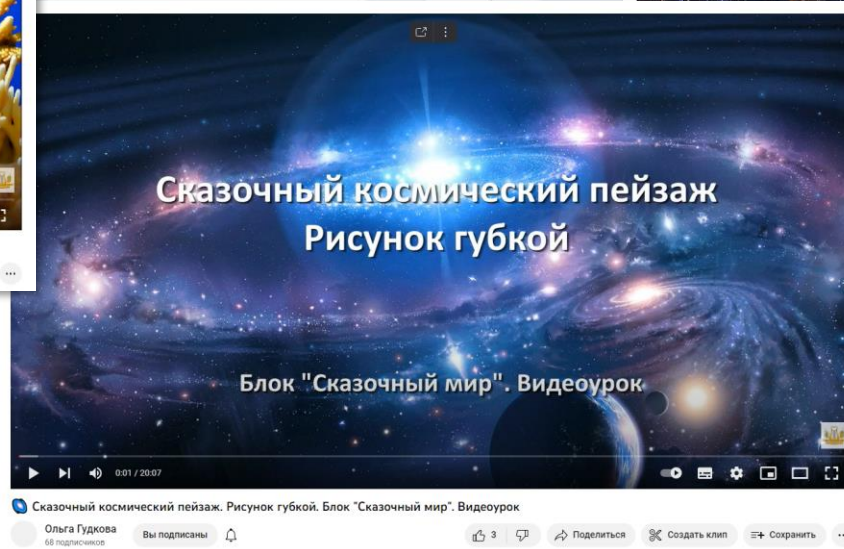 Сказочный космический пейзаж
Рисунок губкой
Блок "Сказочный мир". Видеоурок
0:01 / 20:07
Сказочный космический пейзаж. Рисунок губкой. Блок "Сказочный мир". Видеоурок
Ольга Гудкова
68 подписчиков
Вы подписаны
3
Поделиться
Создать клип
Сохранить